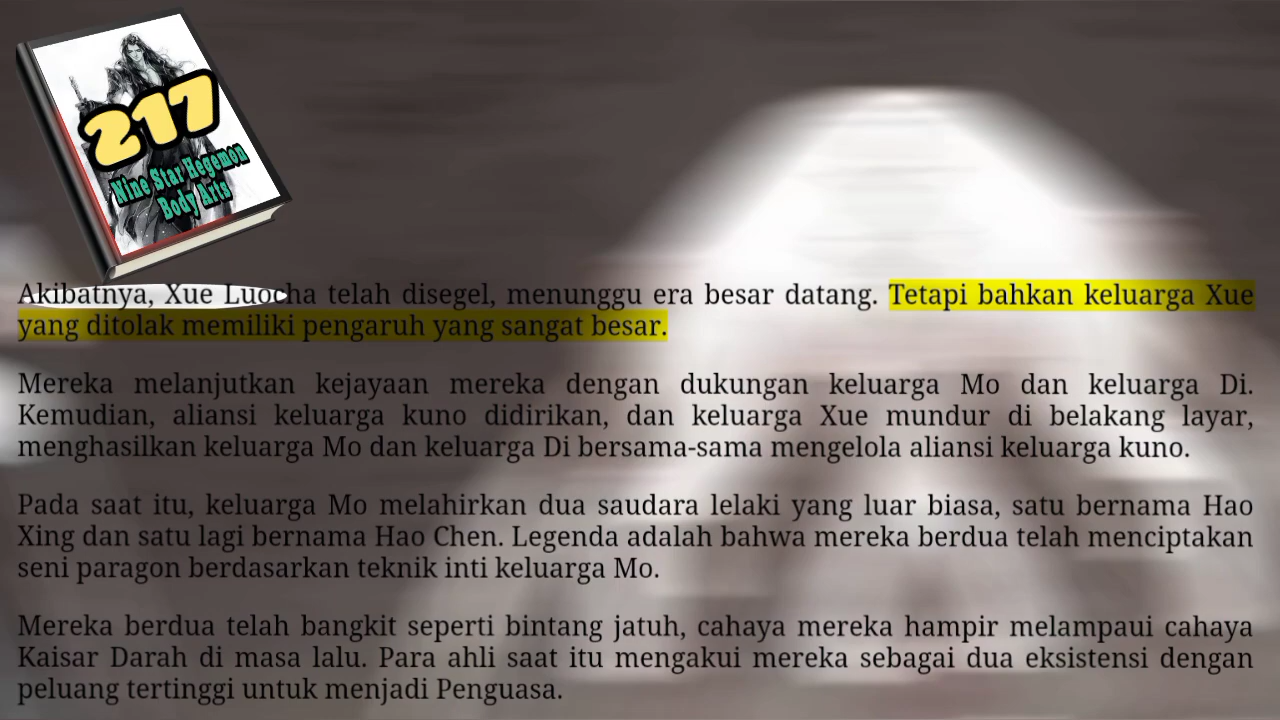 217
Nine Star Hegemon
Body Arts
Akibatnya, Xue Luocha telah disegel, menunggu era besar datang. Tetapi bahkan keluarga Xue
yang ditolak memiliki pengaruh yang sangat besar.
Mereka melanjutkan kejayaan mereka dengan dukungan keluarga Mo dan keluarga Di.
Kemudian, aliansi keluarga kuno didirikan, dan keluarga Xue mundur di belakang layar,
menghasilkan keluarga Mo dan keluarga Di bersama-sama mengelola aliansi keluarga kuno.
Pada saat itu, keluarga Mo melahirkan dua saudara lelaki yang luar biasa, satu bernama Hao
Xing dan satu lagi bernama Hao Chen. Legenda adalah bahwa mereka berdua telah menciptakan
seni paragon berdasarkan teknik inti keluarga Mo.
Mereka berdua telah bangkit seperti bintang jatuh, cahaya mereka hampir melampaui cahaya
Kaisar Darah di masa lalu. Para ahli saat itu mengakui mereka sebagai dua eksistensi dengan
peluang tertinggi untuk menjadi Penguasa.